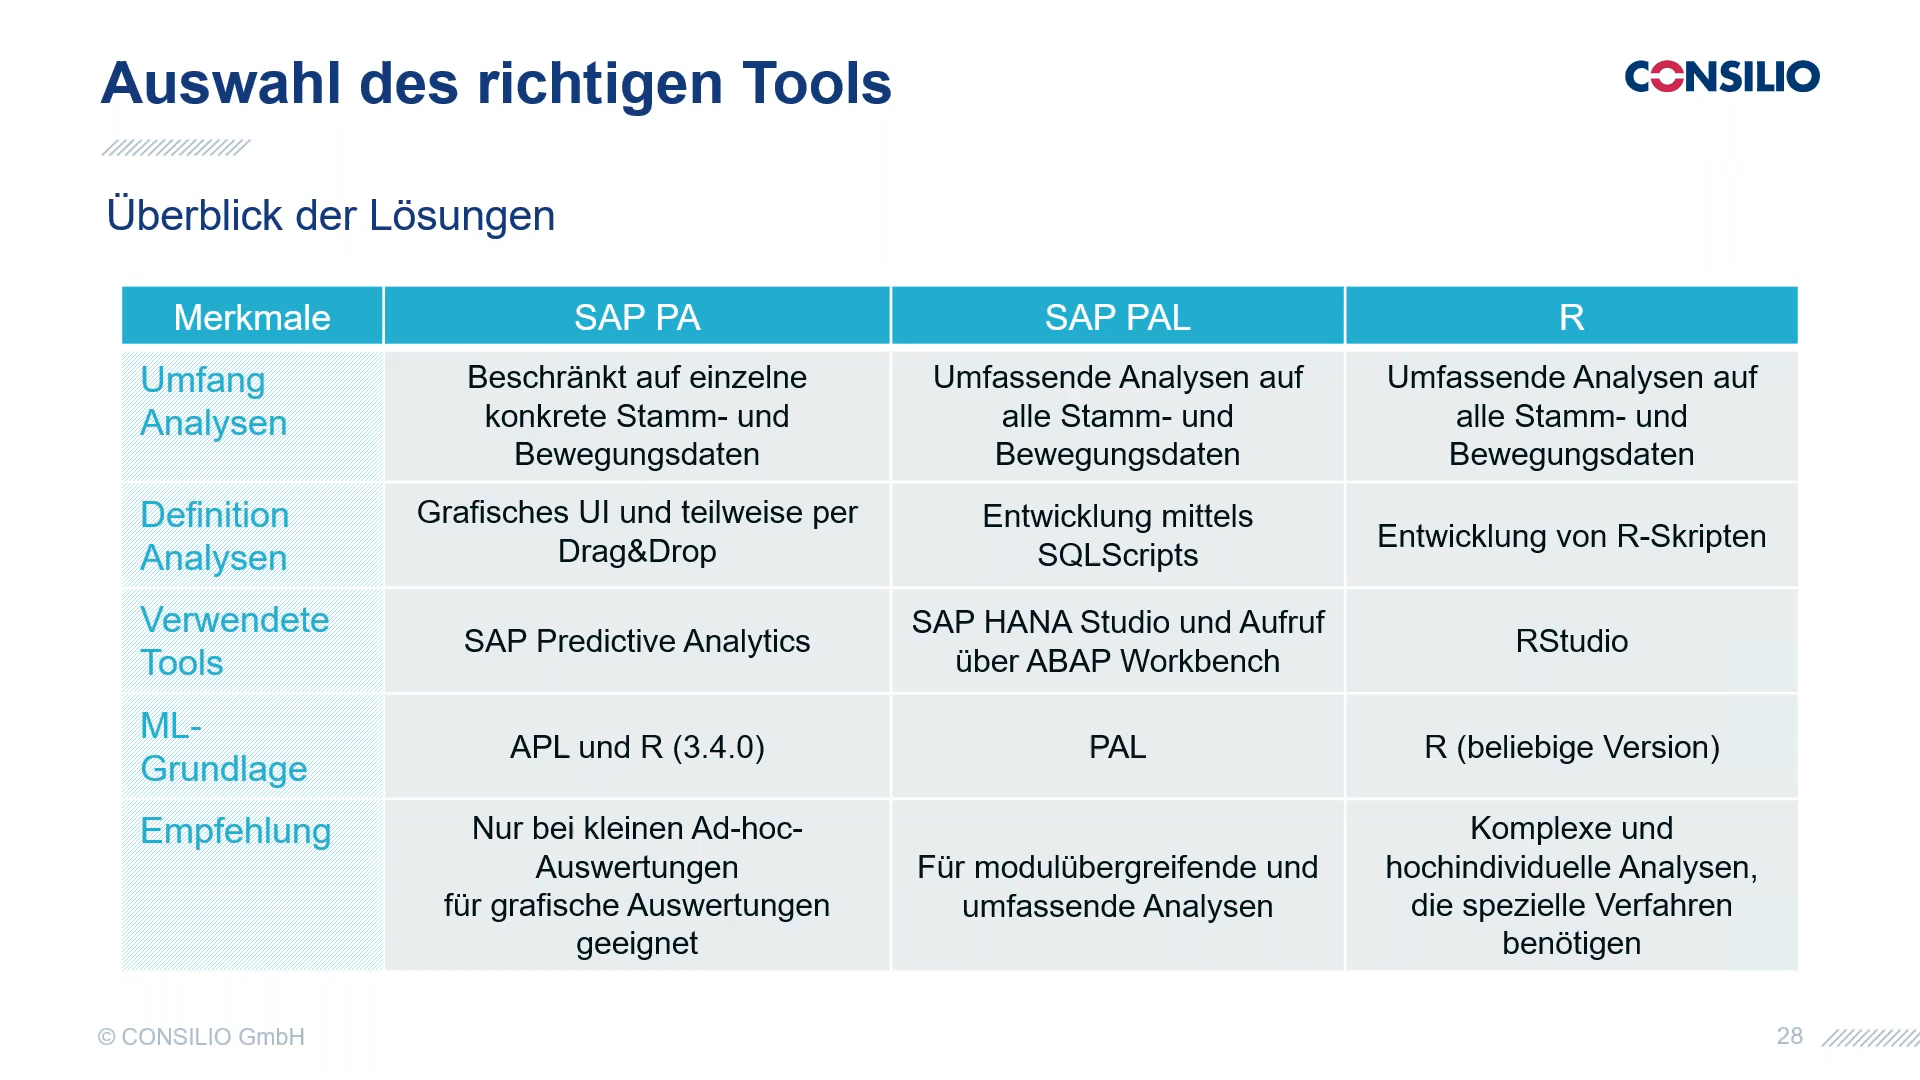 Auswahl des richtigen Tools
CONSILIO
Überblick der Lösungen
Merkmale
SAP PA
SAP PAL
R
Umfang
Analysen
Beschränkt auf einzelne
konkrete Stamm- und
Bewegungsdaten
Umfassende Analysen auf
alle Stamm- und
Bewegungsdaten
Umfassende Analysen auf
alle Stamm- und
Bewegungsdaten
Definition
Analysen
Grafisches UI und teilweise per
Drag&Drop
Entwicklung mittels
SQLScripts
Entwicklung von R-Skripten
Verwendete
Tools
SAP Predictive Analytics
SAP HANA Studio und Aufruf
über ABAP Workbench
RStudio
ML-
Grundlage
APL und R (3.4.0)
PAL
R (beliebige Version)
Empfehlung
Nur bei kleinen Ad-hoc-
Auswertungen
für grafische Auswertungen
geeignet
Für modulübergreifende und
umfassende Analysen
Komplexe und
hochindividuelle Analysen,
die spezielle Verfahren
benötigen
© CONSILIO GmbH
28